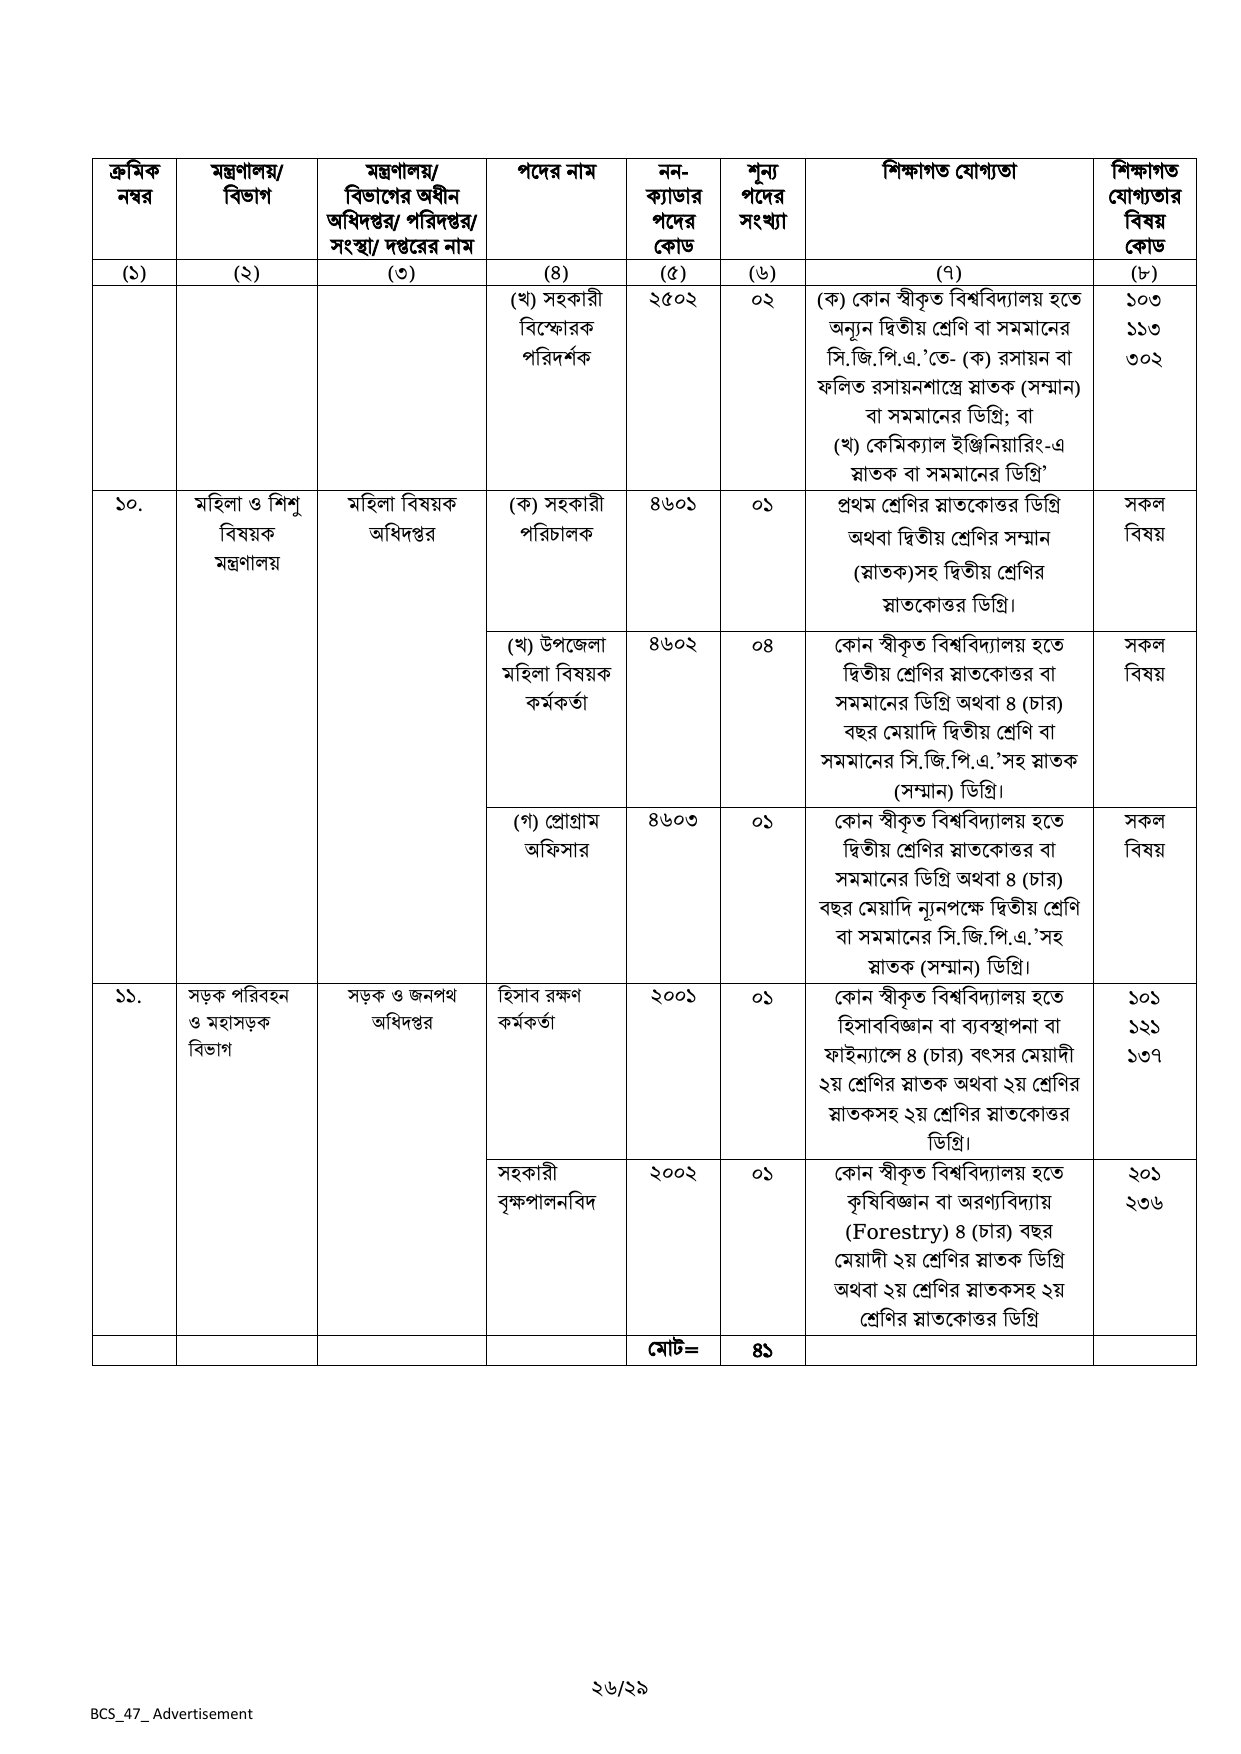 ক্রমিক নম্বর | মন্ত্রণালয়/ বিভাগ | মন্ত্রণালয়/ বিভাগের অধীন অধিদপ্তর/ পরিদপ্তর/ সংস্থা/ দপ্তরের নাম | পদের নাম | নন-ক্যাডার পদের কোড | শূন্য পদের সংখ্যা | শিক্ষাগত যোগ্যতা | শিক্ষাগত যোগ্যতার বিষয় কোড
(১) (২) (৩) (৪) (৫) (৬) (৭) (৮)
(খ) সহকারী
বিস্ফোরক
পরিদর্শক
২৫০২
০২
(ক) কোন স্বীকৃত বিশ্ববিদ্যালয় হতে
অন্যূন দ্বিতীয় শ্রেণি বা সমমানের
সি.জি.পি.এ.’তে- (ক) রসায়ন বা
ফলিত রসায়নশাস্ত্রে স্নাতক (সম্মান)
বা সমমানের ডিগ্রি; বা
(খ) কেমিক্যাল ইঞ্জিনিয়ারিং-এ
স্নাতক বা সমমানের ডিগ্রি’
১০৩
১১৩
৩০২
১০.
মহিলা ও শিশু
বিষয়ক
মন্ত্রণালয়
মহিলা বিষয়ক
অধিদপ্তর
(ক) সহকারী
পরিচালক
৪৬০১
০১
প্রথম শ্রেণির স্নাতকোত্তর ডিগ্রি
অথবা দ্বিতীয় শ্রেণির সম্মান
(স্নাতক)সহ দ্বিতীয় শ্রেণির
স্নাতকোত্তর ডিগ্রি।
সকল
বিষয়
(খ) উপজেলা
মহিলা বিষয়ক
কর্মকর্তা
৪৬০২
০৪
কোন স্বীকৃত বিশ্ববিদ্যালয় হতে
দ্বিতীয় শ্রেণির স্নাতকোত্তর বা
সমমানের ডিগ্রি অথবা ৪ (চার)
বছর মেয়াদি দ্বিতীয় শ্রেণি বা
সমমানের সি.জি.পি.এ.’সহ স্নাতক
(সম্মান) ডিগ্রি।
সকল
বিষয়
(গ) প্রোগ্রাম
অফিসার
৪৬০৩
০১
কোন স্বীকৃত বিশ্ববিদ্যালয় হতে
দ্বিতীয় শ্রেণির স্নাতকোত্তর বা
সমমানের ডিগ্রি অথবা ৪ (চার)
বছর মেয়াদি ন্যূনপক্ষে দ্বিতীয় শ্রেণি
বা সমমানের সি.জি.পি.এ.’সহ
স্নাতক (সম্মান) ডিগ্রি।
সকল
বিষয়
১১.
সড়ক পরিবহন
ও মহাসড়ক
বিভাগ
সড়ক ও জনপথ
অধিদপ্তর
হিসাব রক্ষণ
কর্মকর্তা
২০০১
০১
কোন স্বীকৃত বিশ্ববিদ্যালয় হতে
হিসাববিজ্ঞান বা ব্যবস্থাপনা বা
ফাইন্যান্সে ৪ (চার) বৎসর মেয়াদী
২য় শ্রেণির স্নাতক অথবা ২য় শ্রেণির
স্নাতকসহ ২য় শ্রেণির স্নাতকোত্তর
ডিগ্রি।
১০১
১২১
১৩৭
সহকারী
বৃক্ষপালনবিদ
২০০২
০১
কোন স্বীকৃত বিশ্ববিদ্যালয় হতে
কৃষিবিজ্ঞান বা অরণ্যবিদ্যায়
(Forestry) ৪ (চার) বছর
মেয়াদী ২য় শ্রেণির স্নাতক ডিগ্রি
অথবা ২য় শ্রেণির স্নাতকসহ ২য়
শ্রেণির স্নাতকোত্তর ডিগ্রি
২০১
২৩৬
মোট= ৪১
২৬/২৯
BCS_47_ Advertisement